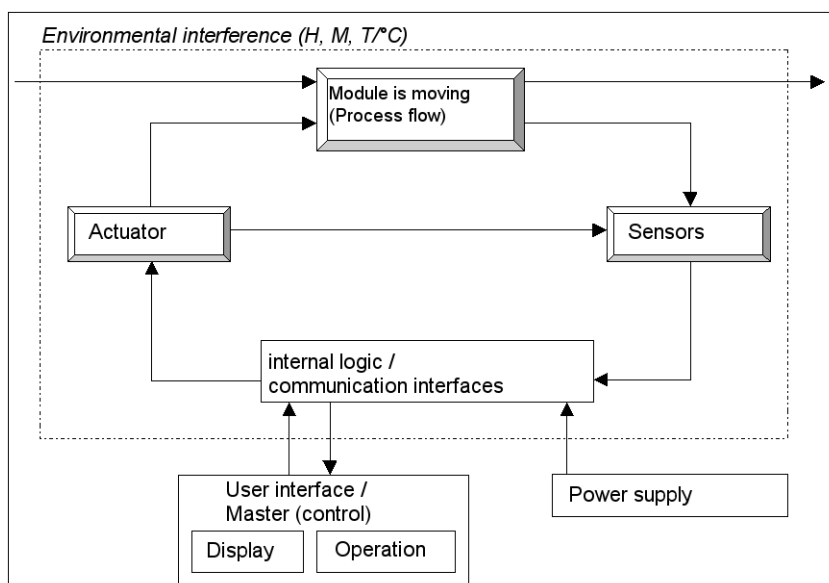 Environmental interference (H, M, T/°C)
Module is moving
(Process flow)
Actuator
Sensors
internal logic /
communication interfaces
User interface /
Master (control)
Display
Operation
Power supply